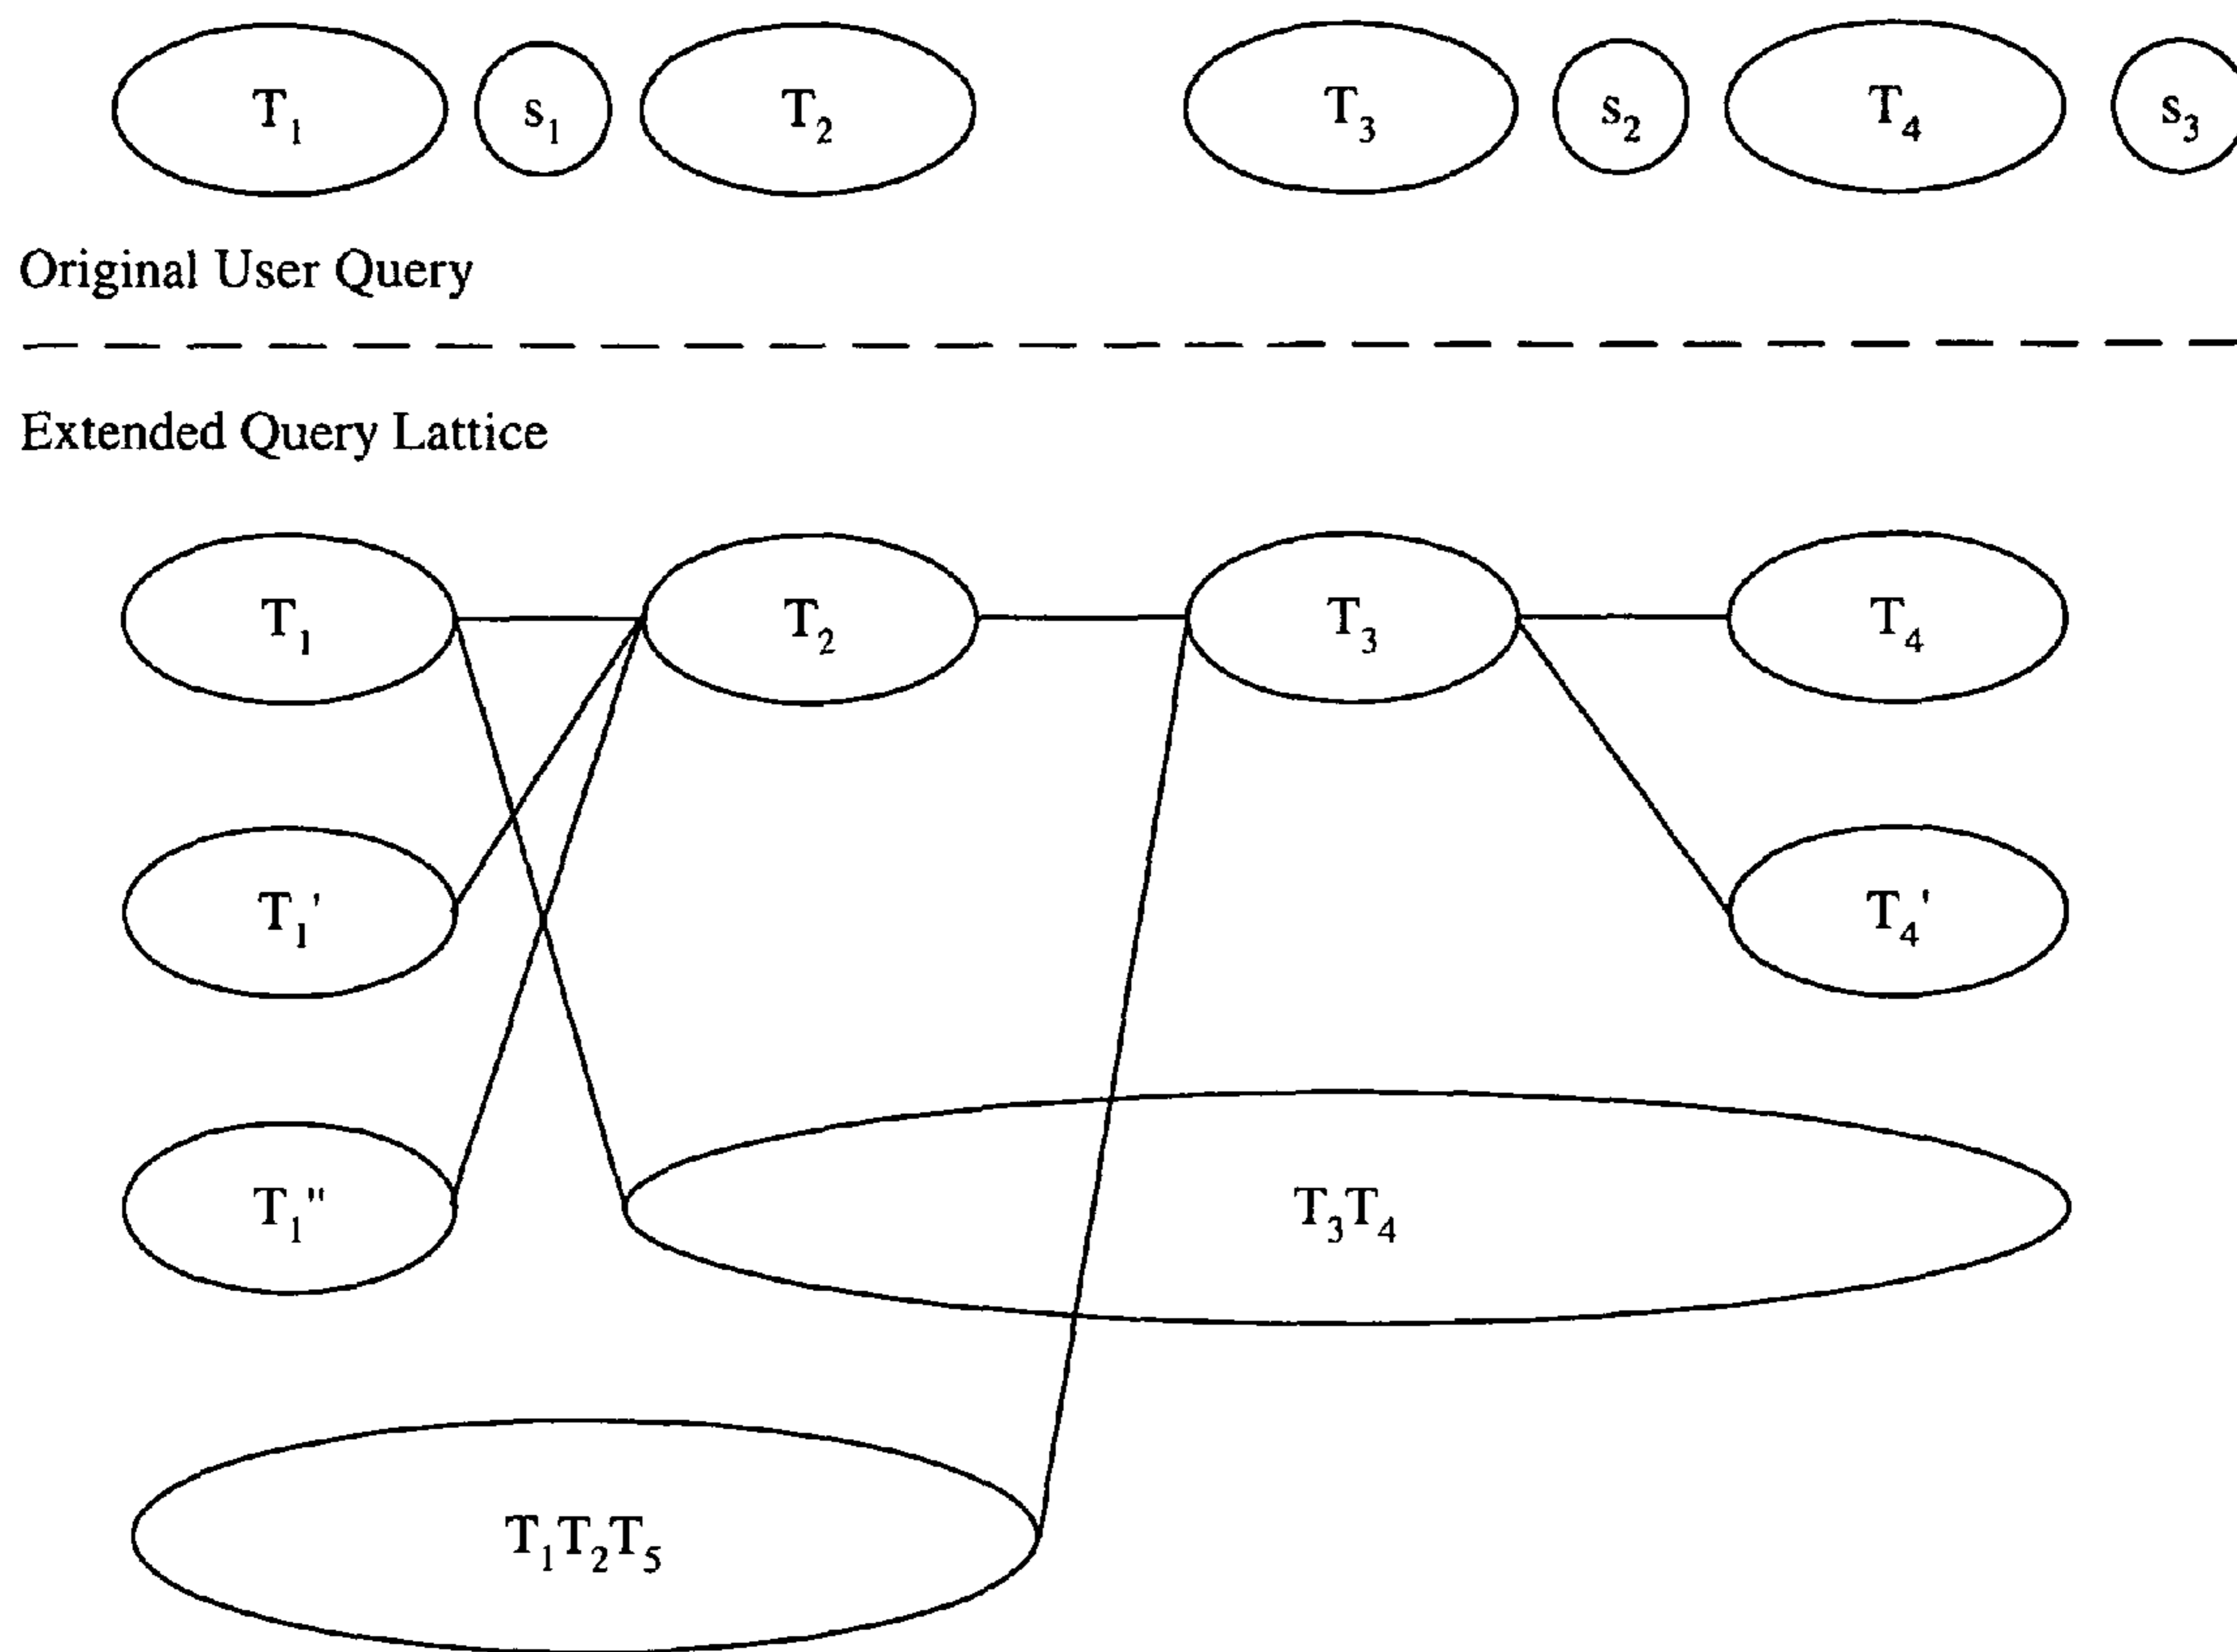 T₁ s₁ T₂ T₃ s₂ T₄ s₃
Original User Query
Extended Query Lattice
T₁ T₂ T₃ T₄
T₁' T₄'
T₁" T₃T₄
T₁T₂T₅